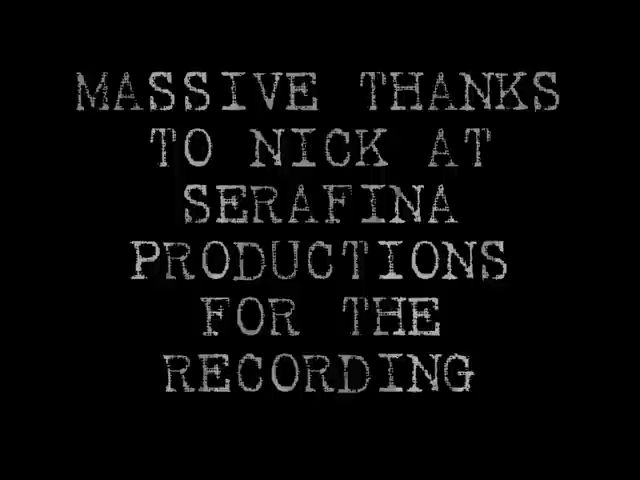 MASSIVE THANKS
TO NICK AT
SERAFINA
PRODUCTIONS
FOR THE
RECORDING